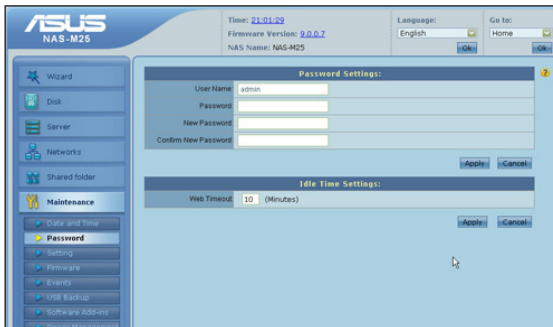 ASUS
NAS-M25
Time: 21:01:29
Firmware Version: 9.0.0.7
NAS Name: NAS-M25
Language:
English
Ok
Go to:
Home
Ok
Wizard
Disk
Server
Networks
Shared folder
Maintenance
Date and Time
Password
Setting
Firmware
Events
USB Backup
Software Add-ins
Power Management
Password Settings:
User Name: admin
Password:
New Password:
Confirm New Password:
Apply Cancel
Idle Time Settings:
Web Timeout: 10 (Minutes)
Apply Cancel